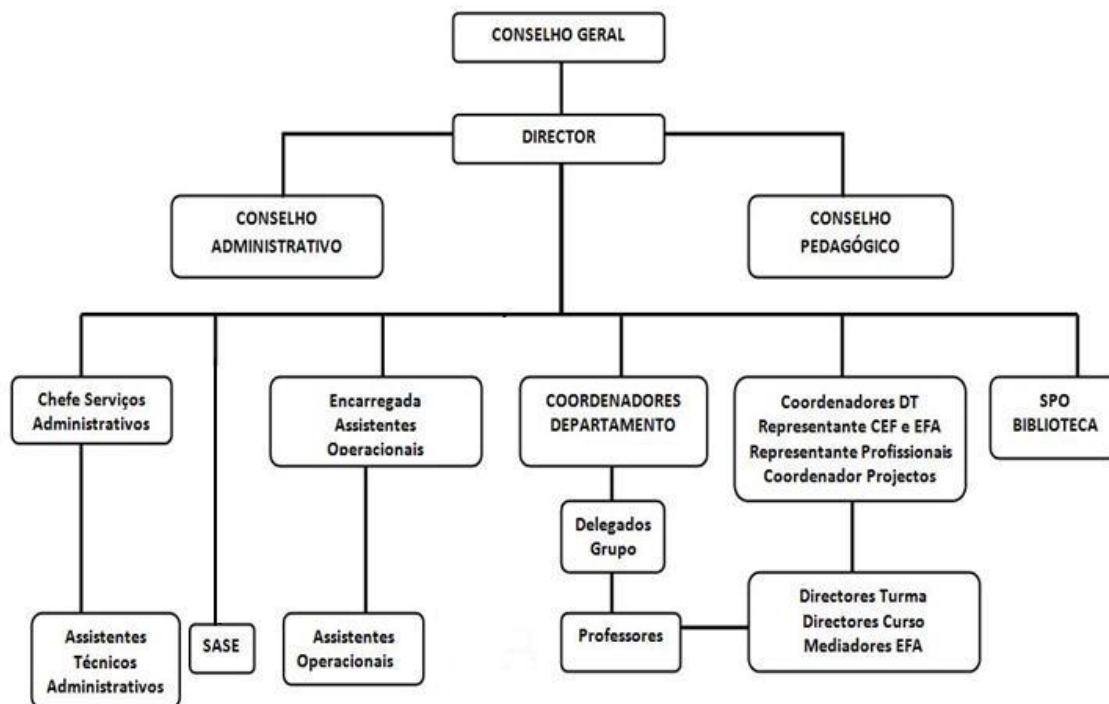 CONSELHO GERAL
DIRECTOR
CONSELHO
ADMINISTRATIVO
CONSELHO
PEDAGÓGICO
Chefe Serviços
Administrativos
Encarregada
Assistentes
Operacionais
COORDENADORES
DEPARTAMENTO
Coordenadores DT
Representante CEF e EFA
Representante Profissionais
Coordenador Projectos
SPO
BIBLIOTECA
Delegados
Grupo
Assistentes
Técnicos
Administrativos
SASE
Assistentes
Operacionais
Professores
Directores Turma
Directores Curso
Mediadores EFA